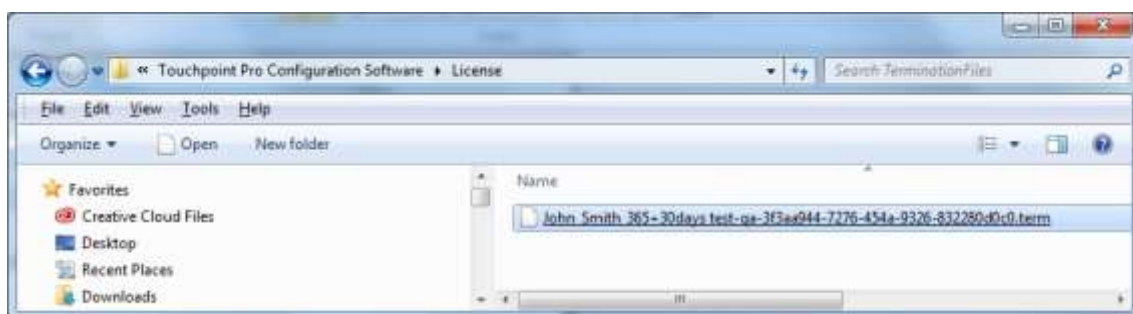 « Touchpoint Pro Configuration Software ▸ License
Search TerminationFiles
File Edit View Tools Help
Organize ▾ Open New folder
Favorites
Creative Cloud Files
Desktop
Recent Places
Downloads
Name
John Smith 365+30days test-qa-3f3aa944-7276-454a-9326-832280d0c0.term